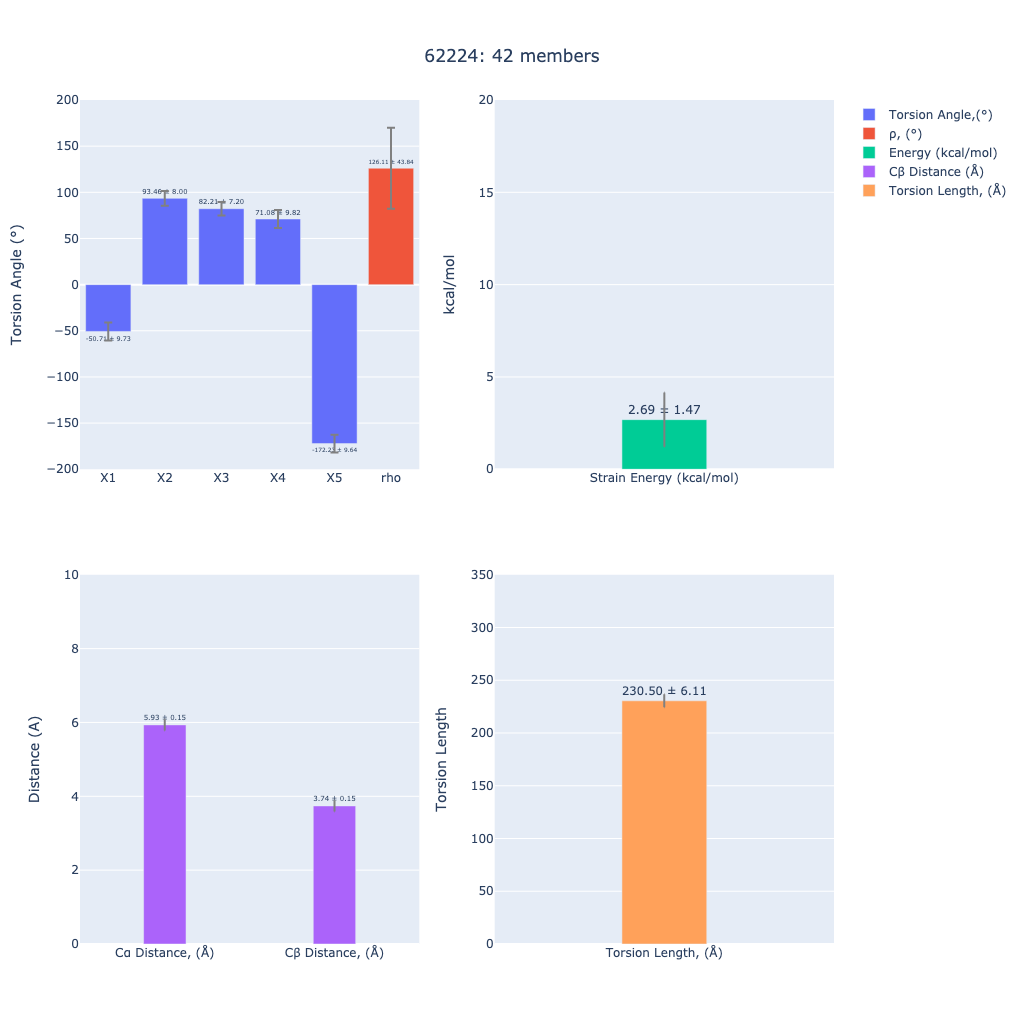 62224: 42 members
200
150
100
50
0
−50
−100
−150
−200
Torsion Angle (°)
-50.71 ± 9.73
93.46 ± 8.00
82.21 ± 7.20
71.08 ± 9.82
-172.23 ± 9.64
126.11 ± 43.84
X1 X2 X3 X4 X5 rho
20
15
10
5
0
kcal/mol
2.69 ± 1.47
Strain Energy (kcal/mol)
Torsion Angle,(°)
ρ, (°)
Energy (kcal/mol)
Cβ Distance (Å)
Torsion Length, (Å)
10
8
6
4
2
0
Distance (A)
5.93 ± 0.15
3.74 ± 0.15
Cα Distance, (Å) Cβ Distance, (Å)
350
300
250
200
150
100
50
0
Torsion Length
230.50 ± 6.11
Torsion Length, (Å)